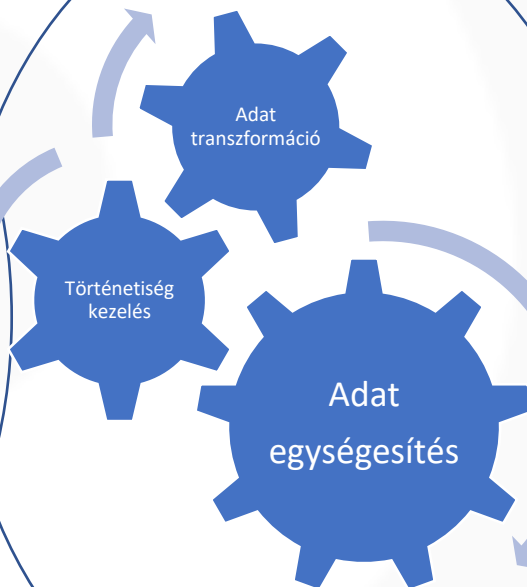 Adat
transzformáció
Történetiség
kezelés
Adat
egységesítés